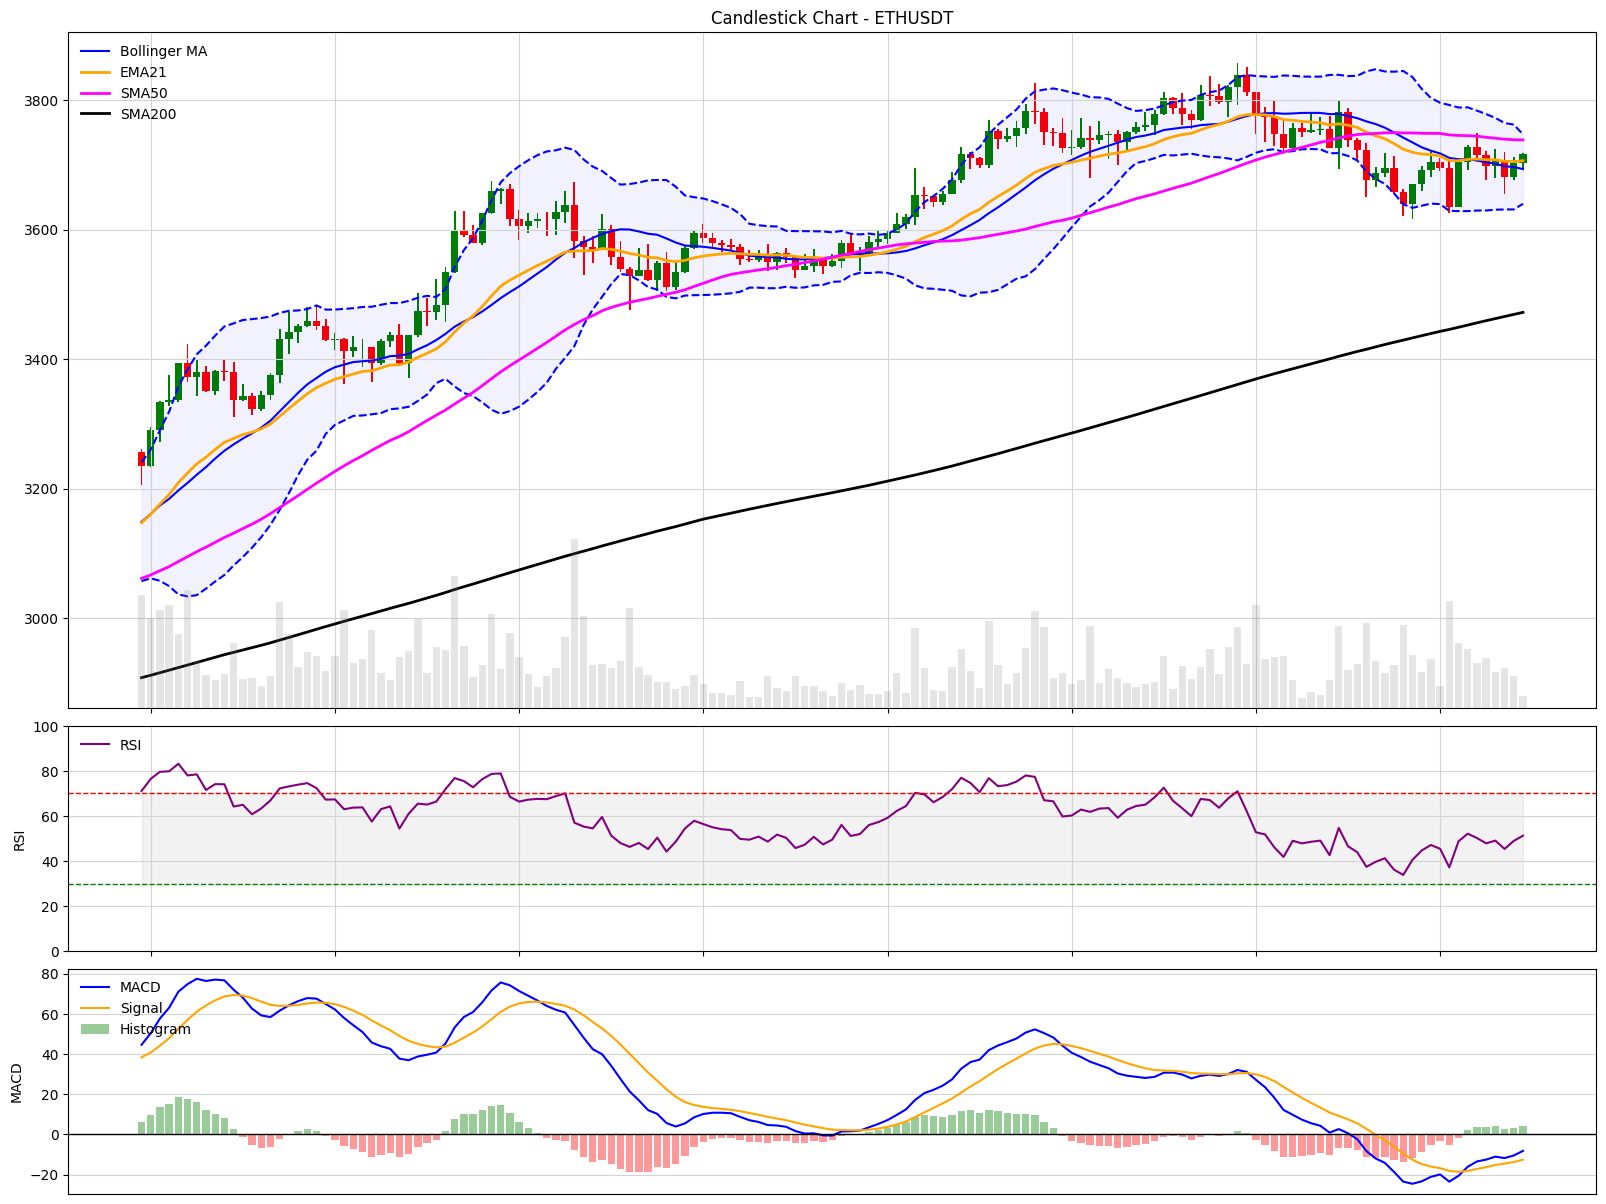 Candlestick Chart - ETHUSDT
Bollinger MA
EMA21
SMA50
SMA200
3800
3600
3400
3200
3000
RSI
100
80
60
40
20
0
RSI
MACD
Signal
Histogram
80
60
40
20
0
−20
MACD